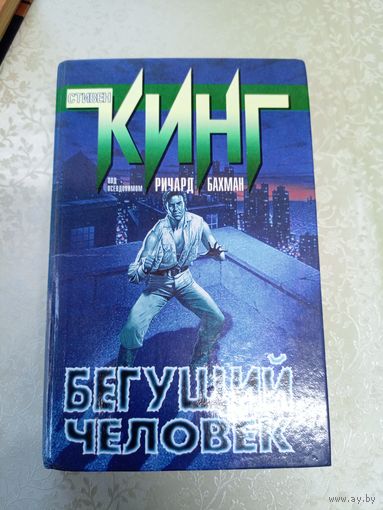 СТИВЕН
КИНГ
ПОД ПСЕВДОНИМОМ РИЧАРД БАХМАН
БЕГУЩИЙ
ЧЕЛОВЕК
www.ay.by